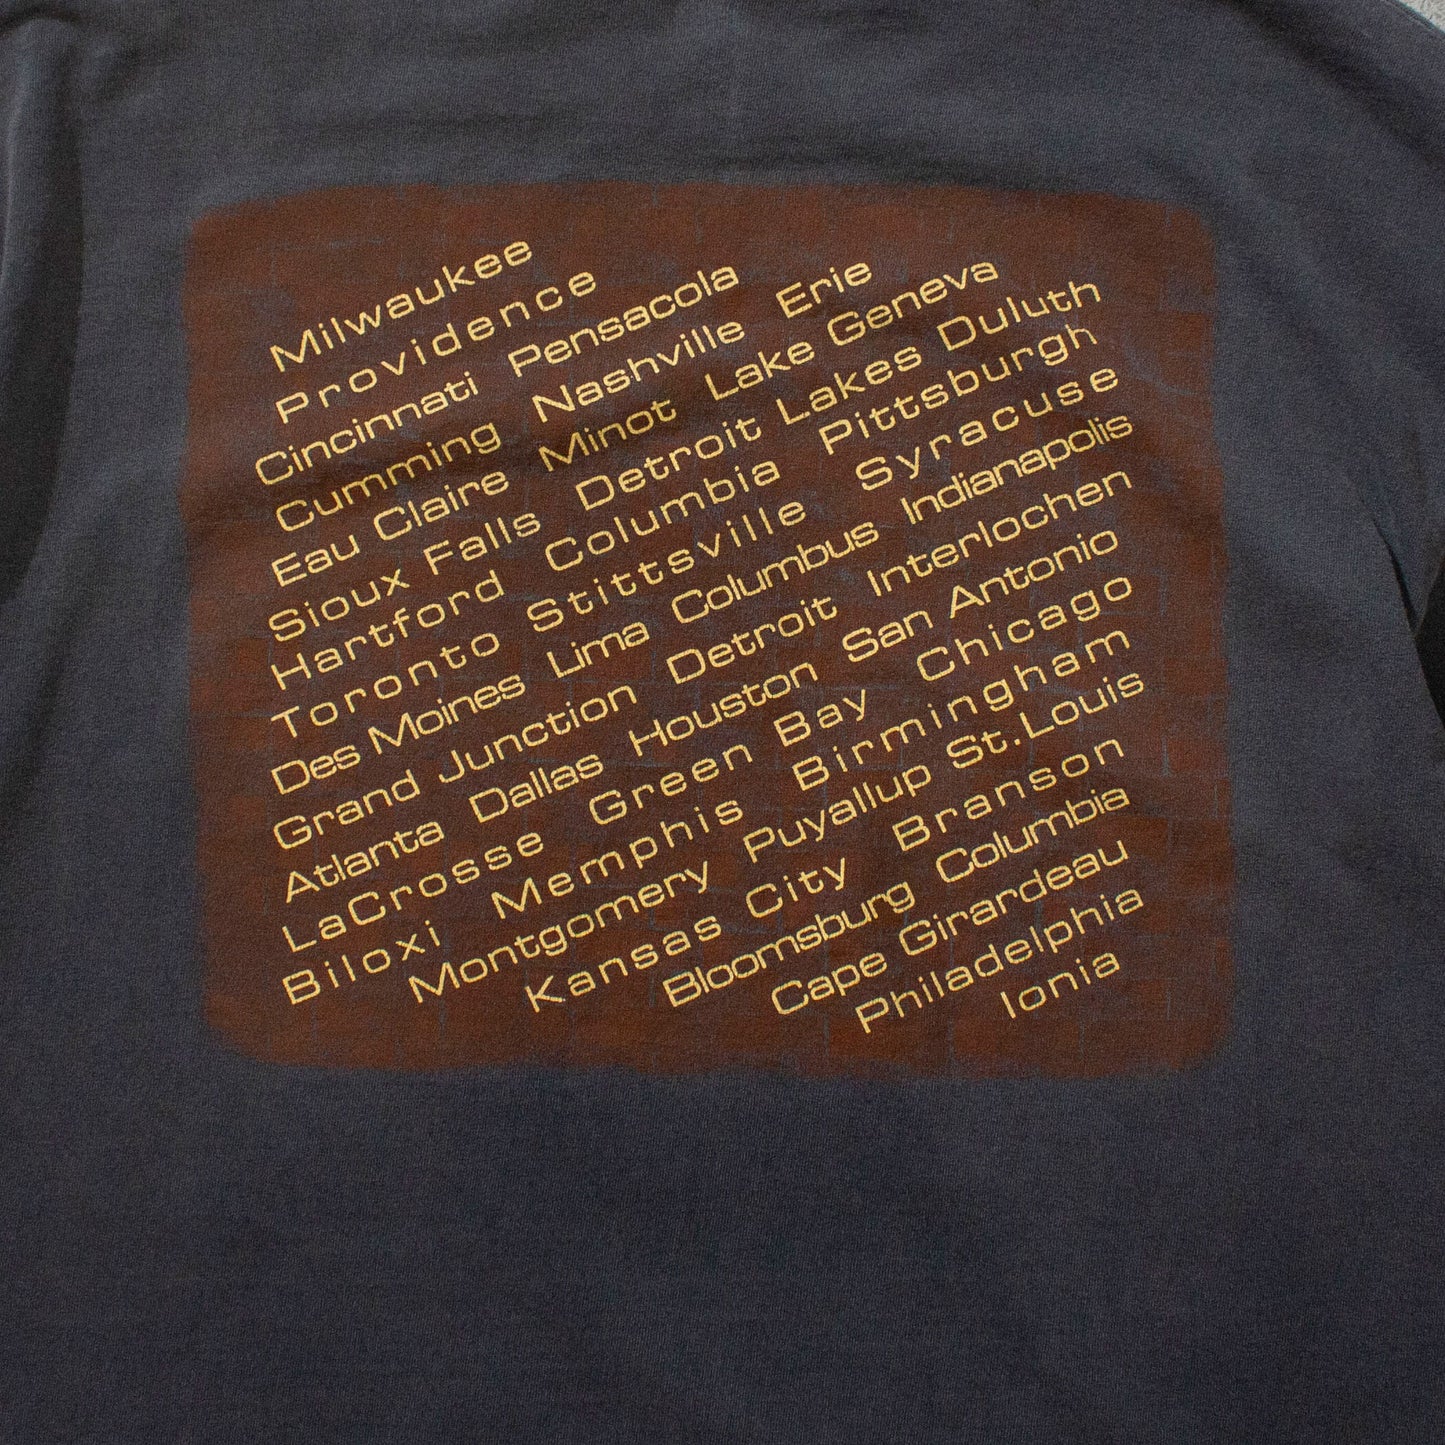 Milwaukee
Providence
Cincinnati Pensacola
Cumming Nashville Erie
Eau Claire Minot Lake Geneva
Sioux Falls Detroit Lakes Duluth
Hartford Columbia Pittsburgh
Toronto Stittsville Syracuse
Des Moines Lima Columbus Indianapolis
Grand Junction Detroit Interlochen
Atlanta Dallas Houston San Antonio
LaCrosse Green Bay Chicago
Biloxi Memphis Birmingham
Montgomery Puyallup St. Louis
Kansas City Branson
Bloomsburg Columbia
Cape Girardeau
Philadelphia
Ionia